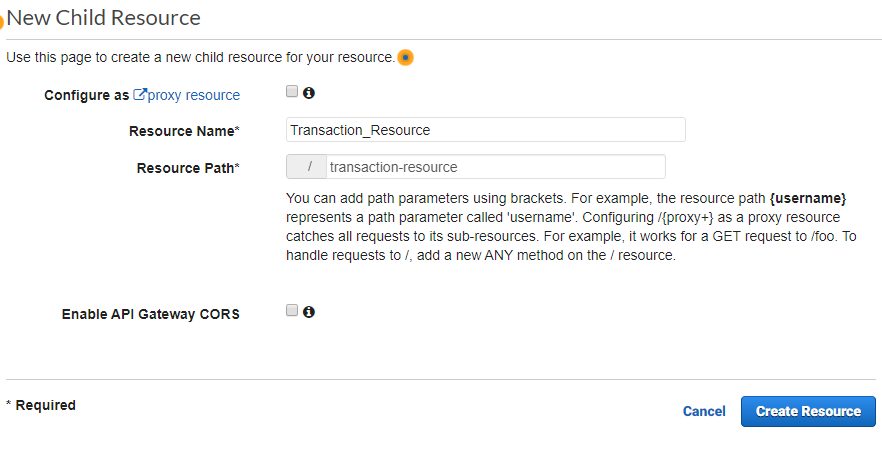 New Child Resource
Use this page to create a new child resource for your resource.
Configure as proxy resource
Resource Name* Transaction_Resource
Resource Path* / transaction-resource
You can add path parameters using brackets. For example, the resource path {username}
represents a path parameter called 'username'. Configuring /{proxy+} as a proxy resource
catches all requests to its sub-resources. For example, it works for a GET request to /foo. To
handle requests to /, add a new ANY method on the / resource.
Enable API Gateway CORS
* Required
Cancel Create Resource